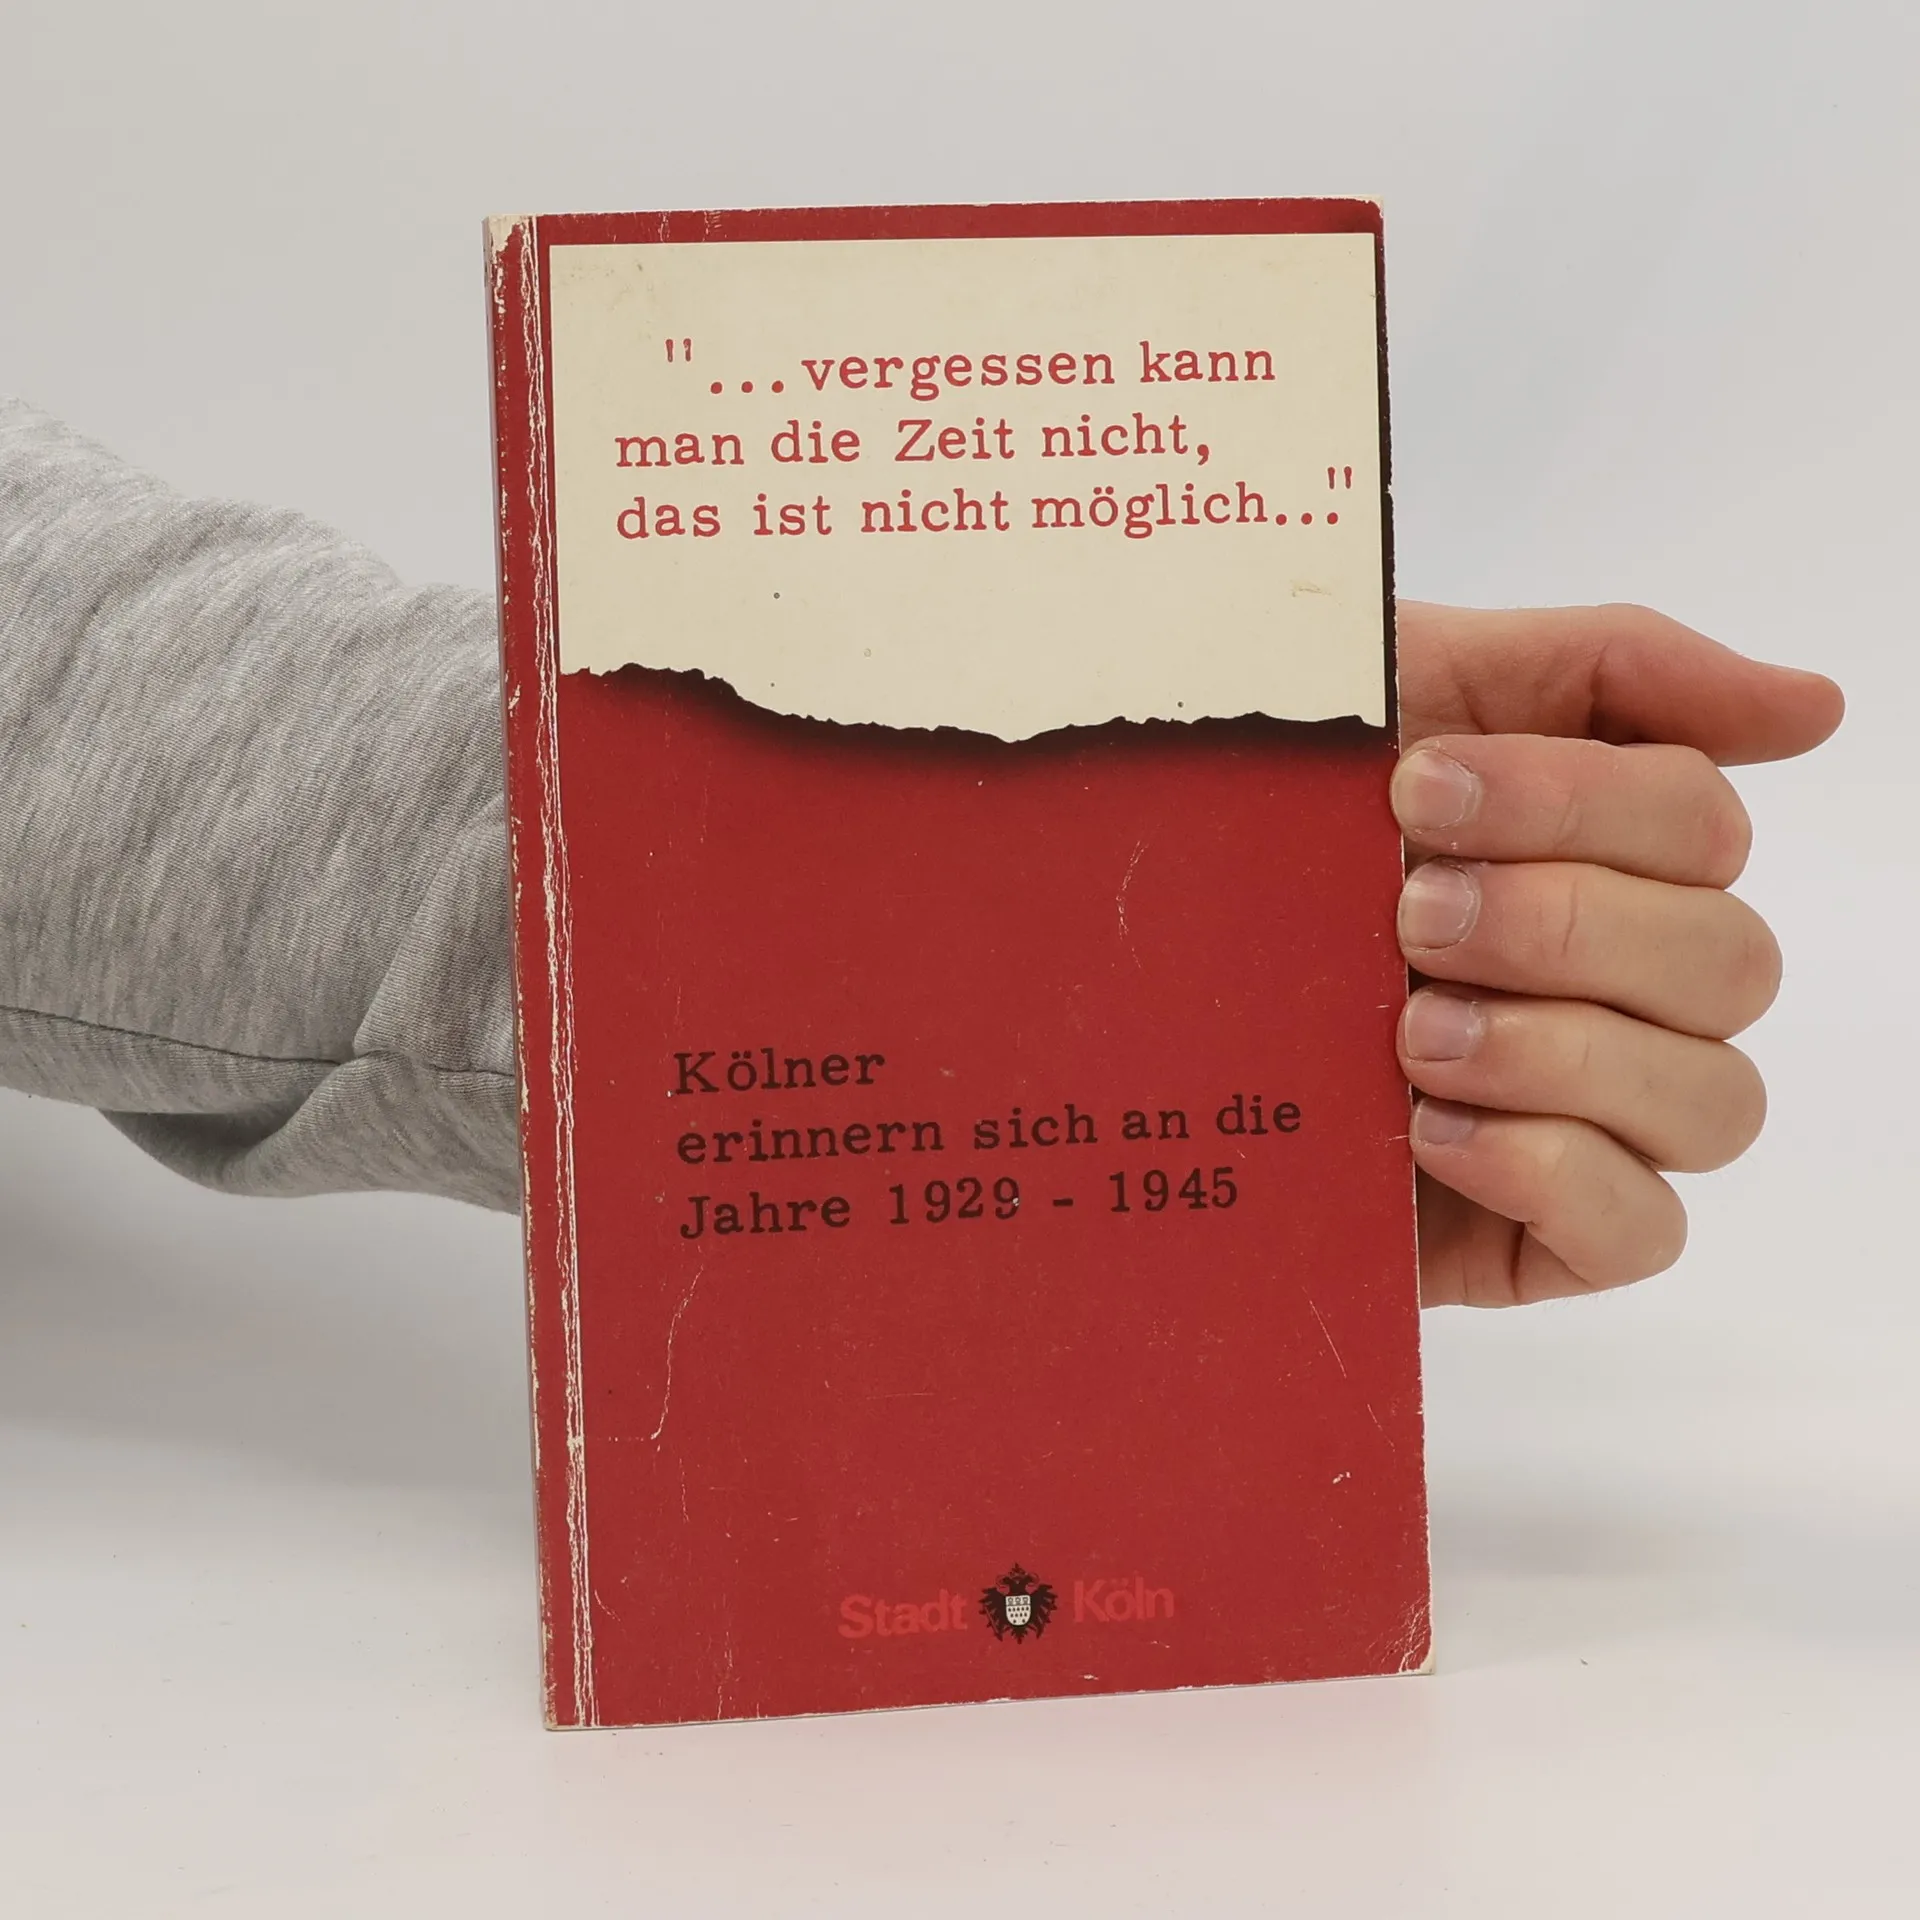 "...vergessen kann
man die Zeit nicht,
das ist nicht möglich..."
Kölner
erinnern sich an die
Jahre 1929 - 1945
Stadt Köln